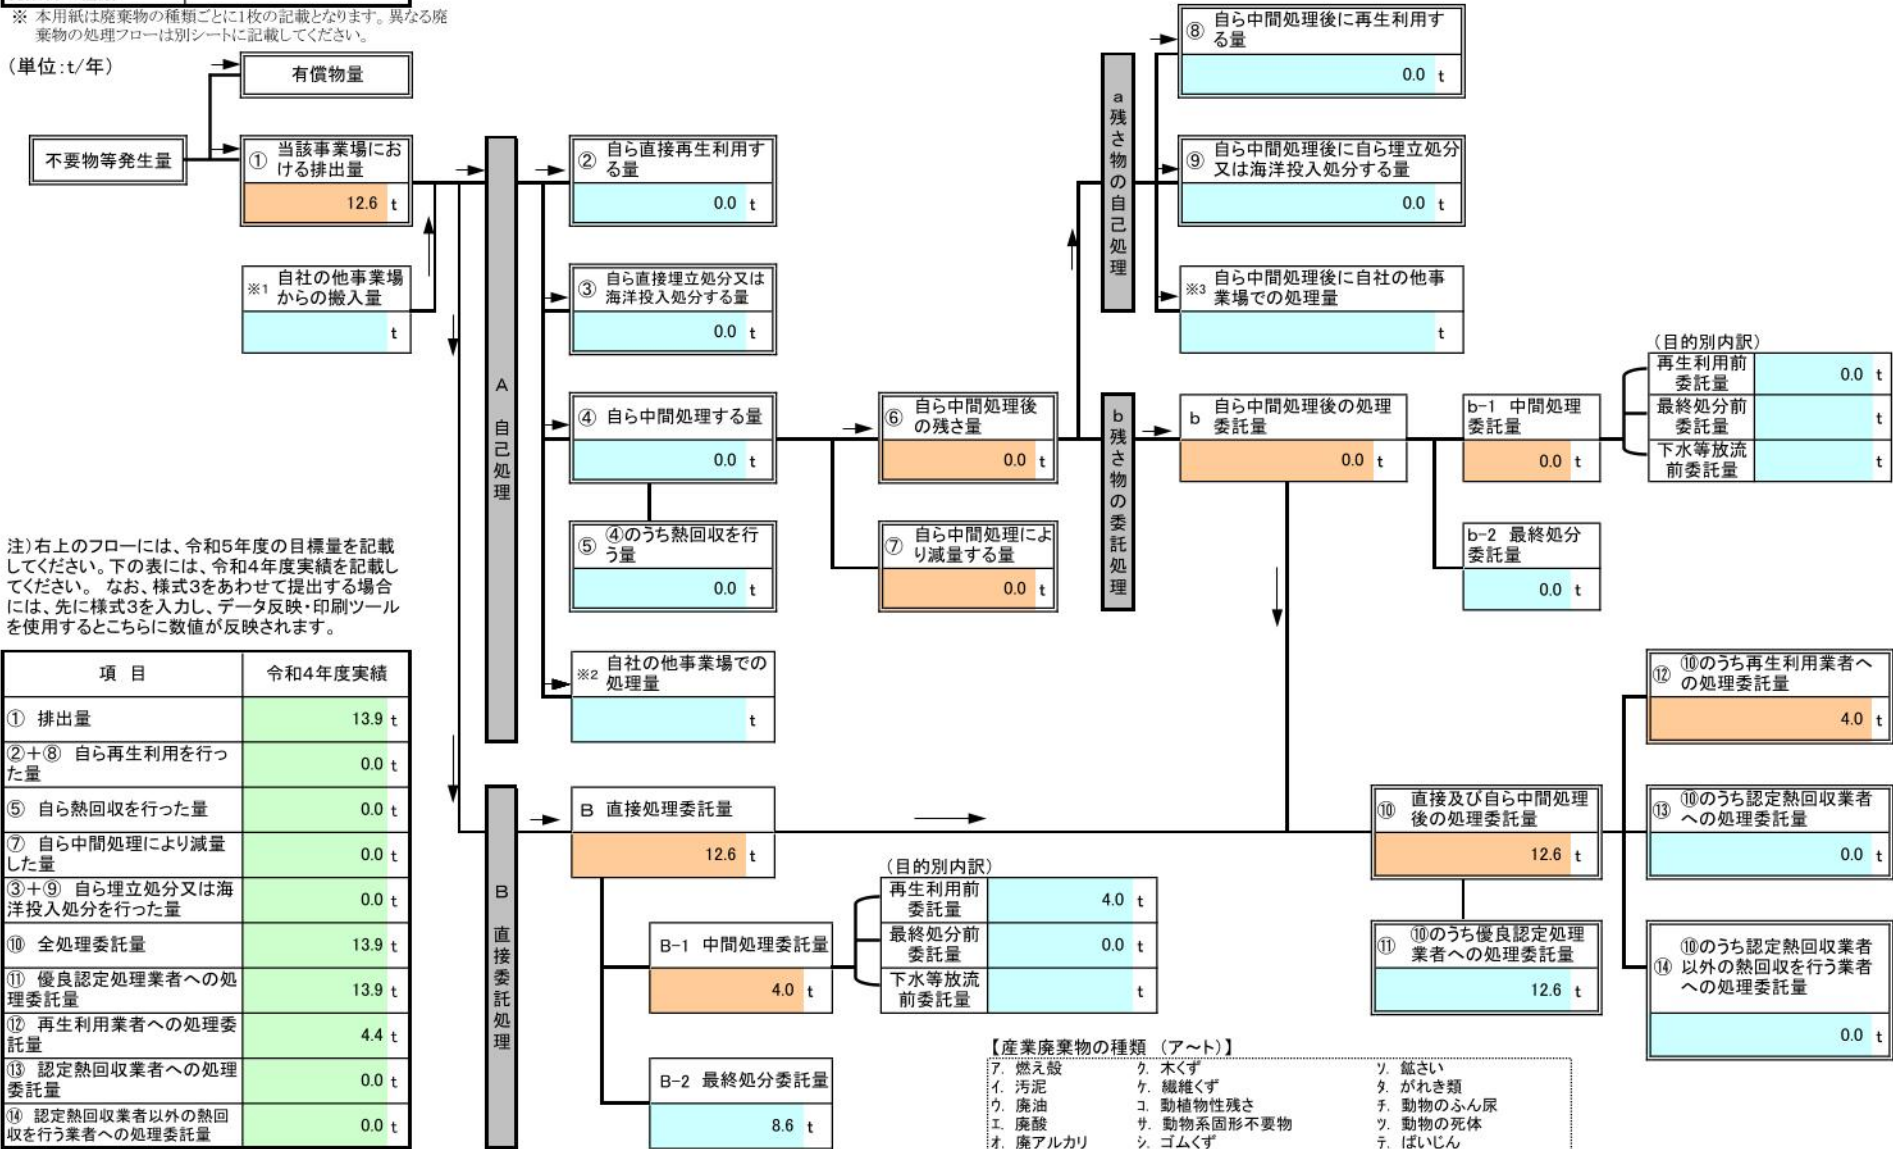 ※ 本用紙は廃棄物の種類ごとに1枚の記載となります。異なる廃
棄物の処理フローは別シートに記載してください。
(単位:t/年)
有償物量
不要物等発生量
① 当該事業場にお
ける排出量
12.6 t
※1 自社の他事業場
からの搬入量
t
A 自己処理
② 自ら直接再生利用す
る量
0.0 t
③ 自ら直接埋立処分又は
海洋投入処分する量
0.0 t
④ 自ら中間処理する量
0.0 t
⑤ ④のうち熱回収を行
う量
0.0 t
※2 自社の他事業場での
処理量
t
⑥ 自ら中間処理後
の残さ量
0.0 t
⑦ 自ら中間処理によ
り減量する量
0.0 t
a残さ物の自己処理
⑧ 自ら中間処理後に再生利用す
る量
0.0 t
⑨ 自ら中間処理後に自ら埋立処分
又は海洋投入処分する量
0.0 t
※3 自ら中間処理後に自社の他事
業場での処理量
t
b残さ物の委託処理
b 自ら中間処理後の処理
委託量
0.0 t
b-1 中間処理
委託量
0.0 t
(目的別内訳)
再生利用前
委託量
0.0 t
最終処分前
委託量
t
下水等放流
前委託量
t
b-2 最終処分
委託量
0.0 t
注)右上のフローには、令和5年度の目標量を記載
してください。下の表には、令和4年度実績を記載し
てください。 なお、様式3をあわせて提出する場合
には、先に様式3を入力し、データ反映・印刷ツール
を使用するとこちらに数値が反映されます。
項 目 令和4年度実績
① 排出量 13.9 t
②+⑧ 自ら再生利用を行っ
た量 0.0 t
⑤ 自ら熱回収を行った量 0.0 t
⑦ 自ら中間処理により減量
した量 0.0 t
③+⑨ 自ら埋立処分又は海
洋投入処分を行った量 0.0 t
⑩ 全処理委託量 13.9 t
⑪ 優良認定処理業者への処
理委託量 13.9 t
⑫ 再生利用業者への処理委
託量 4.4 t
⑬ 認定熱回収業者への処理
委託量 0.0 t
⑭ 認定熱回収業者以外の熱回
収を行う業者への処理委託量 0.0 t
B 直接委託処理
B 直接処理委託量
12.6 t
B-1 中間処理委託量
4.0 t
(目的別内訳)
再生利用前
委託量
4.0 t
最終処分前
委託量
0.0 t
下水等放流
前委託量
t
B-2 最終処分委託量
8.6 t
⑩ 直接及び自ら中間処理
後の処理委託量
12.6 t
⑪ ⑩のうち優良認定処理
業者への処理委託量
12.6 t
⑫ ⑩のうち再生利用業者へ
の処理委託量
4.0 t
⑬ ⑩のうち認定熱回収業者
への処理委託量
0.0 t
⑭ ⑩のうち認定熱回収業者
以外の熱回収を行う業者
への処理委託量
0.0 t
【産業廃棄物の種類 (ア～ト)】
ア. 燃え殻 ク. 木くず ソ. 鉱さい
イ. 汚泥 ケ. 繊維くず タ. がれき類
ウ. 廃油 コ. 動植物性残さ チ. 動物のふん尿
エ. 廃酸 サ. 動物系固形不要物 ツ. 動物の死体
オ. 廃アルカリ シ. ゴムくず テ. ばいじん